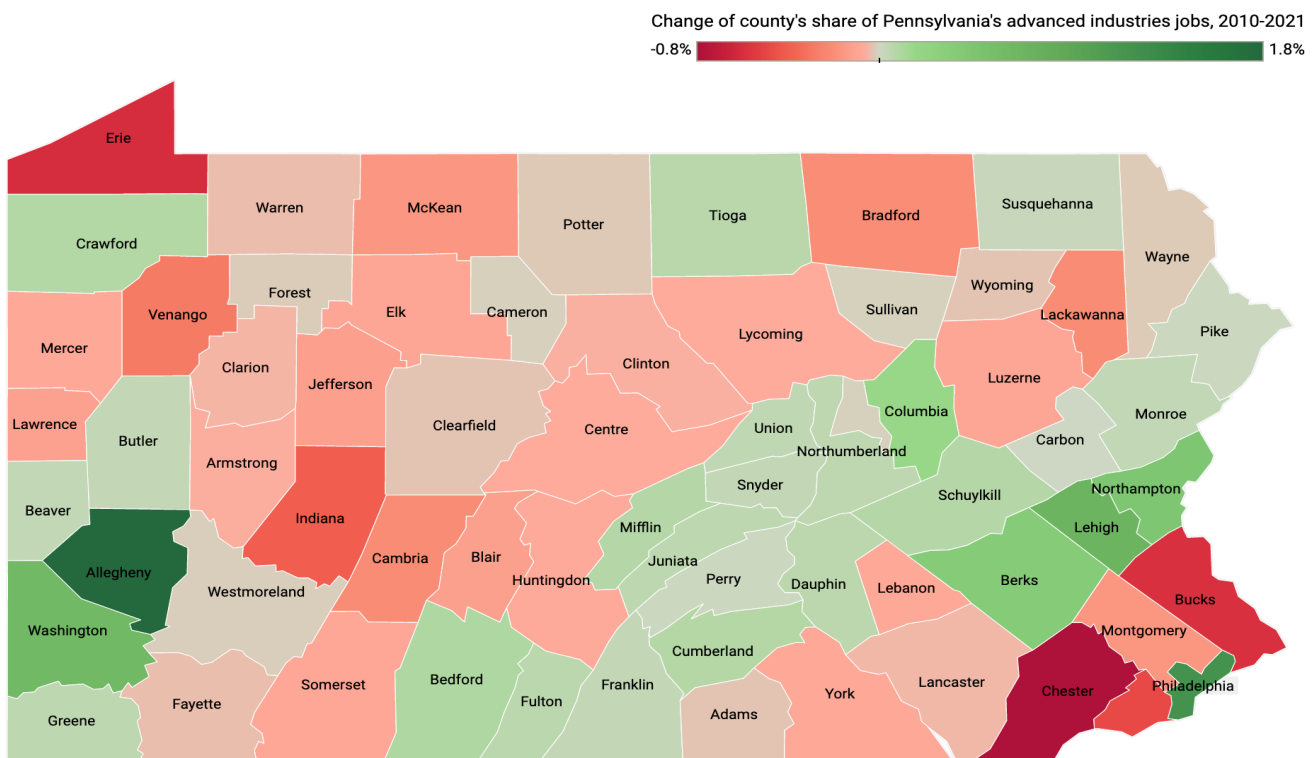 Change of county's share of Pennsylvania's advanced industries jobs, 2010-2021
-0.8% 1.8%
Erie
Warren McKean Potter Tioga Bradford Susquehanna
Crawford Wayne
Venango Forest Elk Cameron Sullivan Wyoming Lackawanna
Mercer Clarion Jefferson Clinton Lycoming Luzerne Pike
Lawrence Butler Clearfield Centre Union Columbia Monroe
Armstrong Northumberland Carbon
Beaver Indiana Snyder Schuylkill Northampton
Mifflin Lehigh
Allegheny Cambria Blair Juniata
Westmoreland Huntingdon Perry Dauphin Lebanon Berks Bucks
Washington Cumberland Montgomery
Somerset Bedford Franklin Lancaster Chester Philadelphia
Greene Fayette Fulton Adams York